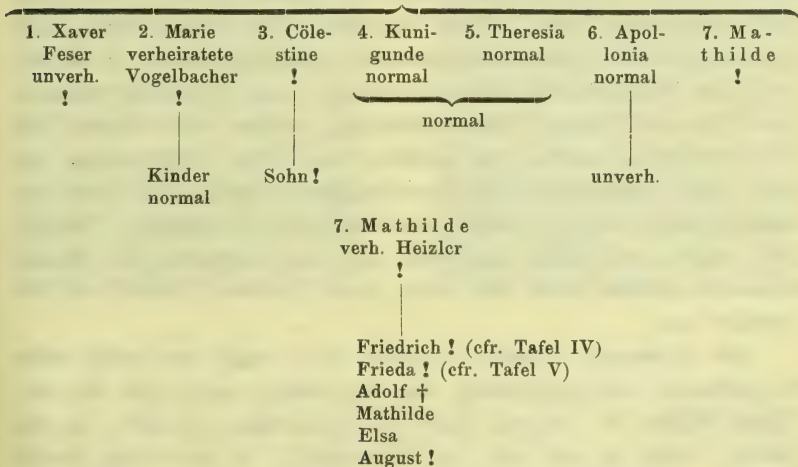 1. Xaver Feser unverh. !
2. Marie verheiratete Vogelbacher !
3. Cöle-
stine !
4. Kuni-
gunde normal
5. Theresia normal
6. Apol-
lonia normal
7. Ma-
thilde !
normal
Kinder normal
Sohn !
unverh.
7. Mathilde
verh. Heizler
!
Friedrich ! (cfr. Tafel IV)
Frieda ! (cfr. Tafel V)
Adolf †
Mathilde
Elsa
August !